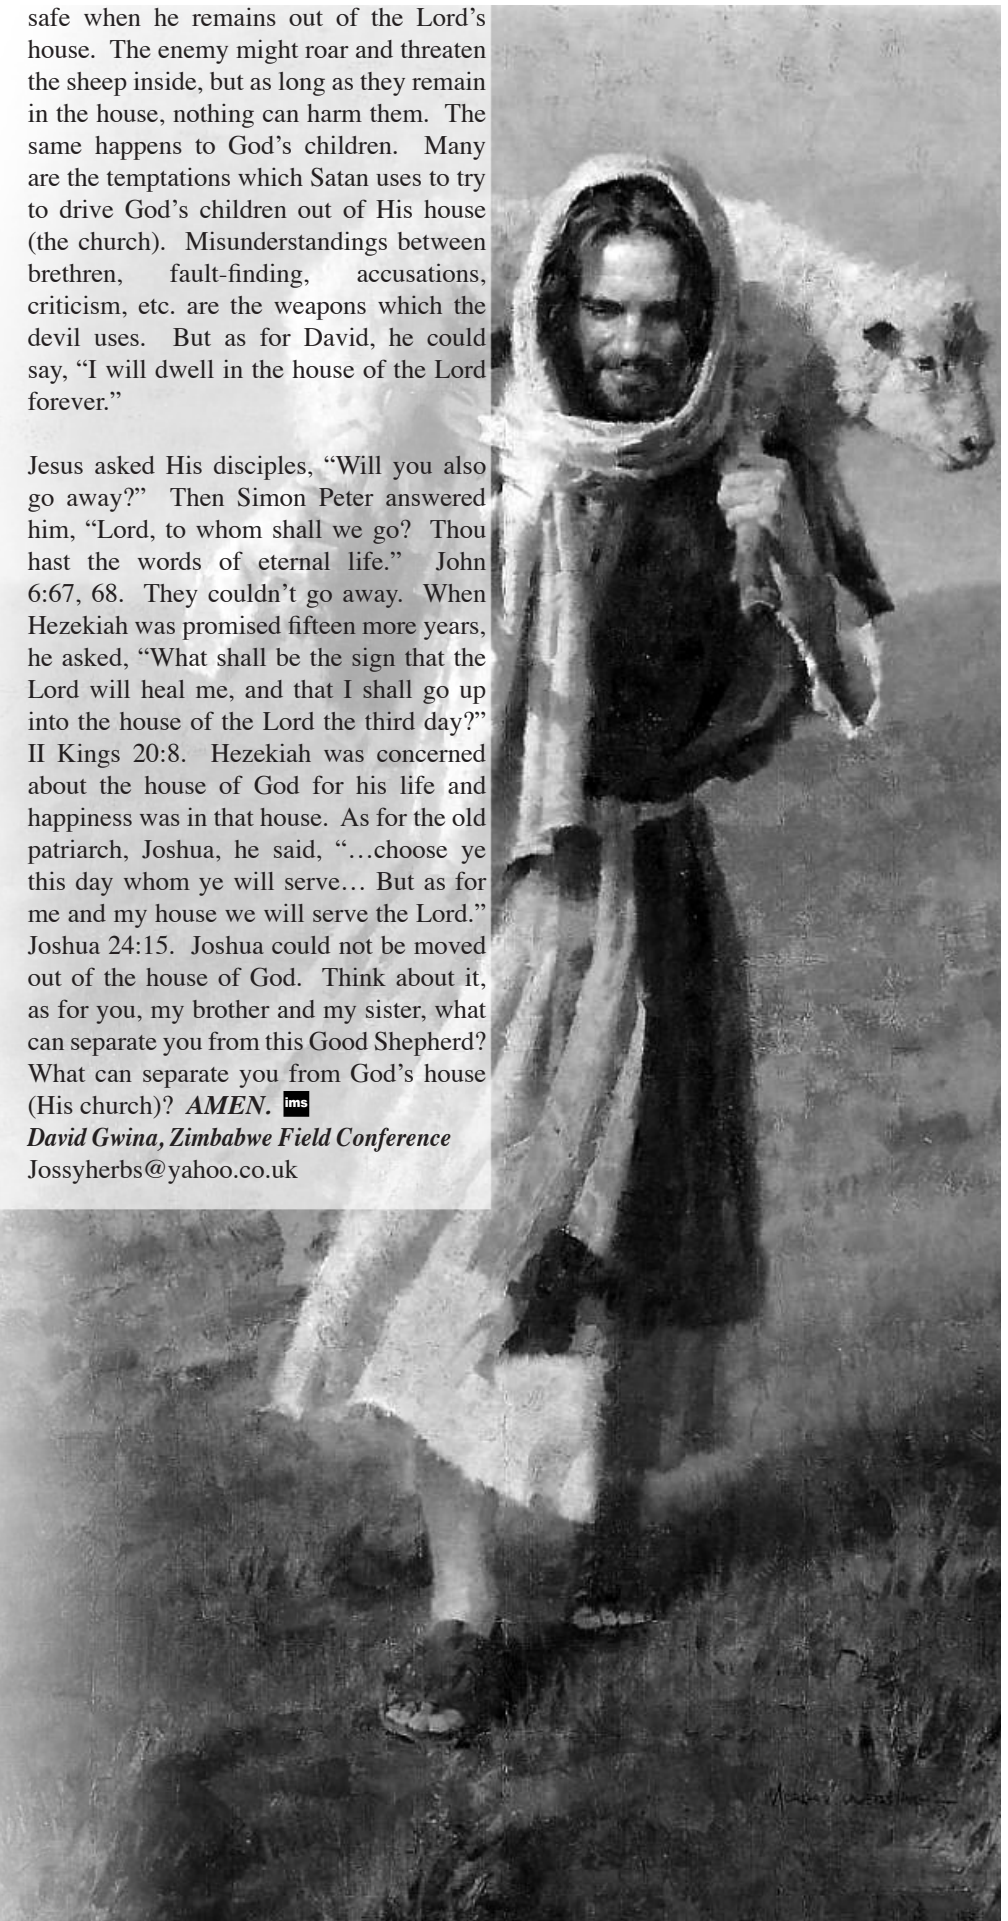 safe when he remains out of the Lord’s
house. The enemy might roar and threaten
the sheep inside, but as long as they remain
in the house, nothing can harm them. The
same happens to God’s children. Many
are the temptations which Satan uses to try
to drive God’s children out of His house
(the church). Misunderstandings between
brethren, fault-finding, accusations,
criticism, etc. are the weapons which the
devil uses. But as for David, he could
say, “I will dwell in the house of the Lord
forever.”
Jesus asked His disciples, “Will you also
go away?” Then Simon Peter answered
him, “Lord, to whom shall we go? Thou
hast the words of eternal life.” John
6:67, 68. They couldn’t go away. When
Hezekiah was promised fifteen more years,
he asked, “What shall be the sign that the
Lord will heal me, and that I shall go up
into the house of the Lord the third day?”
II Kings 20:8. Hezekiah was concerned
about the house of God for his life and
happiness was in that house. As for the old
patriarch, Joshua, he said, “…choose ye
this day whom ye will serve… But as for
me and my house we will serve the Lord.”
Joshua 24:15. Joshua could not be moved
out of the house of God. Think about it,
as for you, my brother and my sister, what
can separate you from this Good Shepherd?
What can separate you from God’s house
(His church)? AMEN. ims
David Gwina, Zimbabwe Field Conference
Jossyherbs@yahoo.co.uk